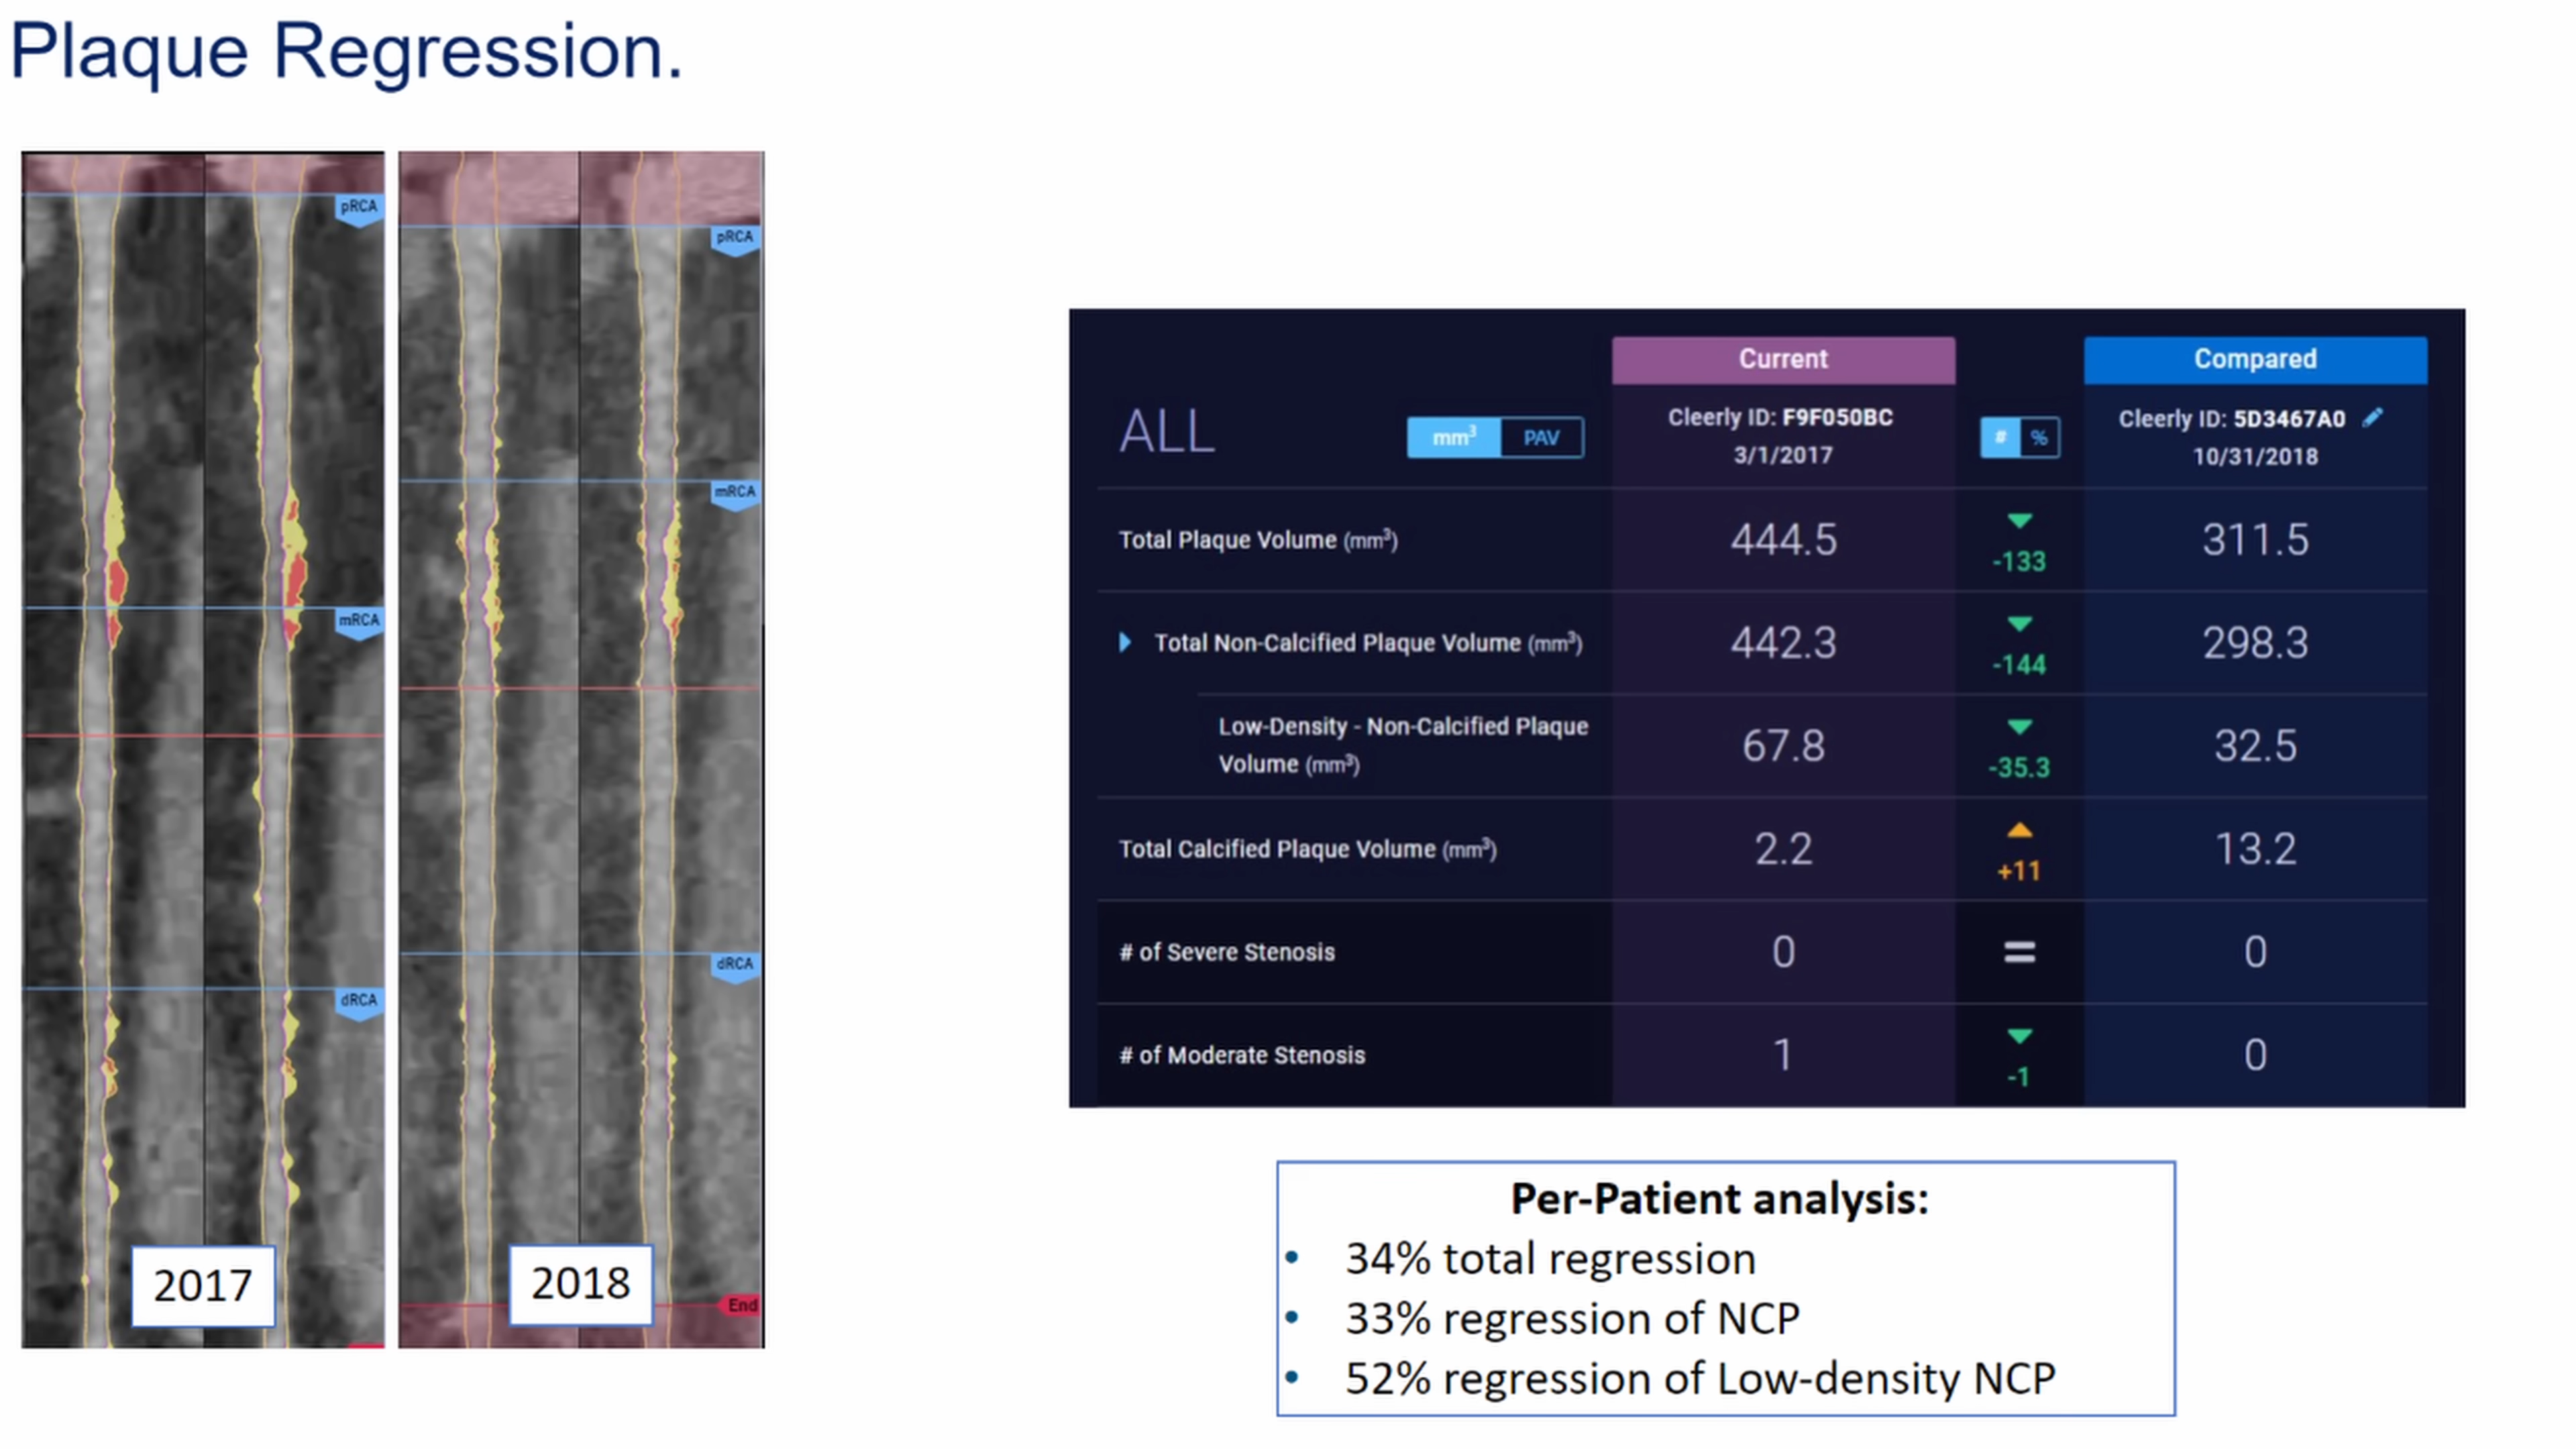 Plaque Regression.
pRCA
mRCA
dRCA
2017
pRCA
mRCA
dRCA
End
2018
Current
Compared
ALL
mm³ PAV
Cleerly ID: F9F050BC
3/1/2017
# %
Cleerly ID: 5D3467A0
10/31/2018
Total Plaque Volume (mm³) 444.5 -133 311.5
Total Non-Calcified Plaque Volume (mm³) 442.3 -144 298.3
Low-Density - Non-Calcified Plaque
Volume (mm³) 67.8 -35.3 32.5
Total Calcified Plaque Volume (mm³) 2.2 +11 13.2
# of Severe Stenosis 0 = 0
# of Moderate Stenosis 1 -1 0
Per-Patient analysis:
• 34% total regression
• 33% regression of NCP
• 52% regression of Low-density NCP